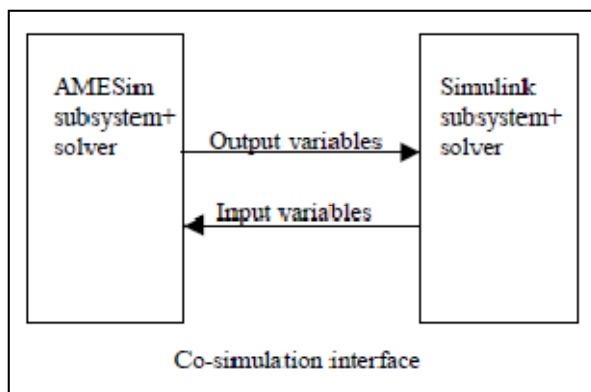 AMESim
subsystem+
solver
Simulink
subsystem+
solver
Output variables
Input variables
Co-simulation interface